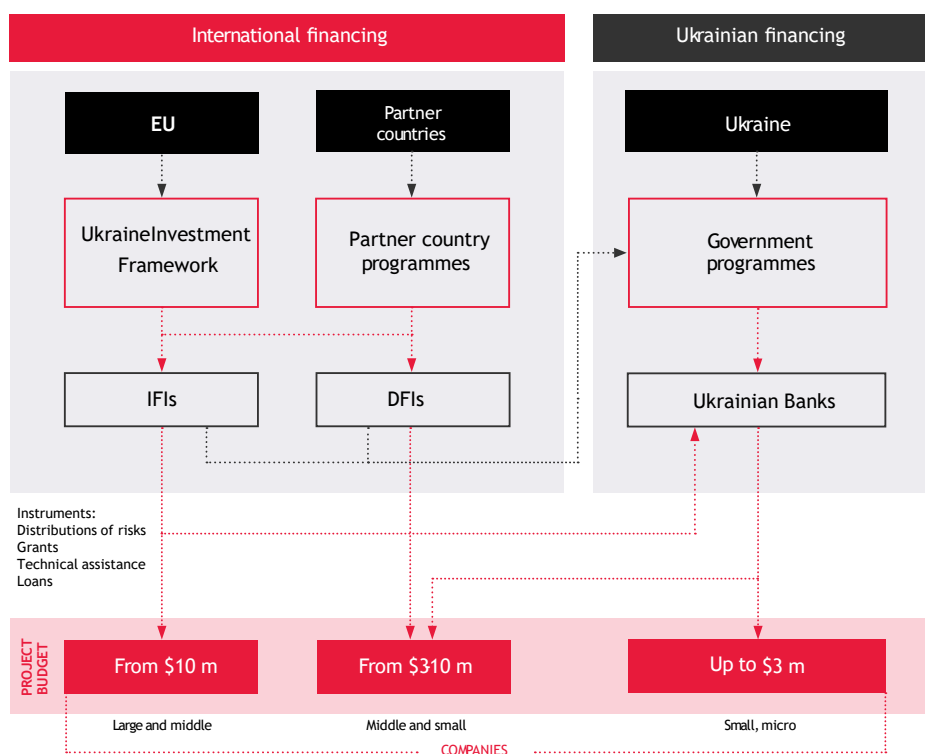 International financing
Ukrainian financing
EU
Partner
countries
Ukraine
UkraineInvestment
Framework
Partner country
programmes
Government
programmes
IFIs
DFIs
Ukrainian Banks
Instruments:
Distributions of risks
Grants
Technical assistance
Loans
PROJECT
BUDGET
From $10 m
From $3-10 m
Up to $3 m
Large and middle
Middle and small
Small, micro
COMPANIES